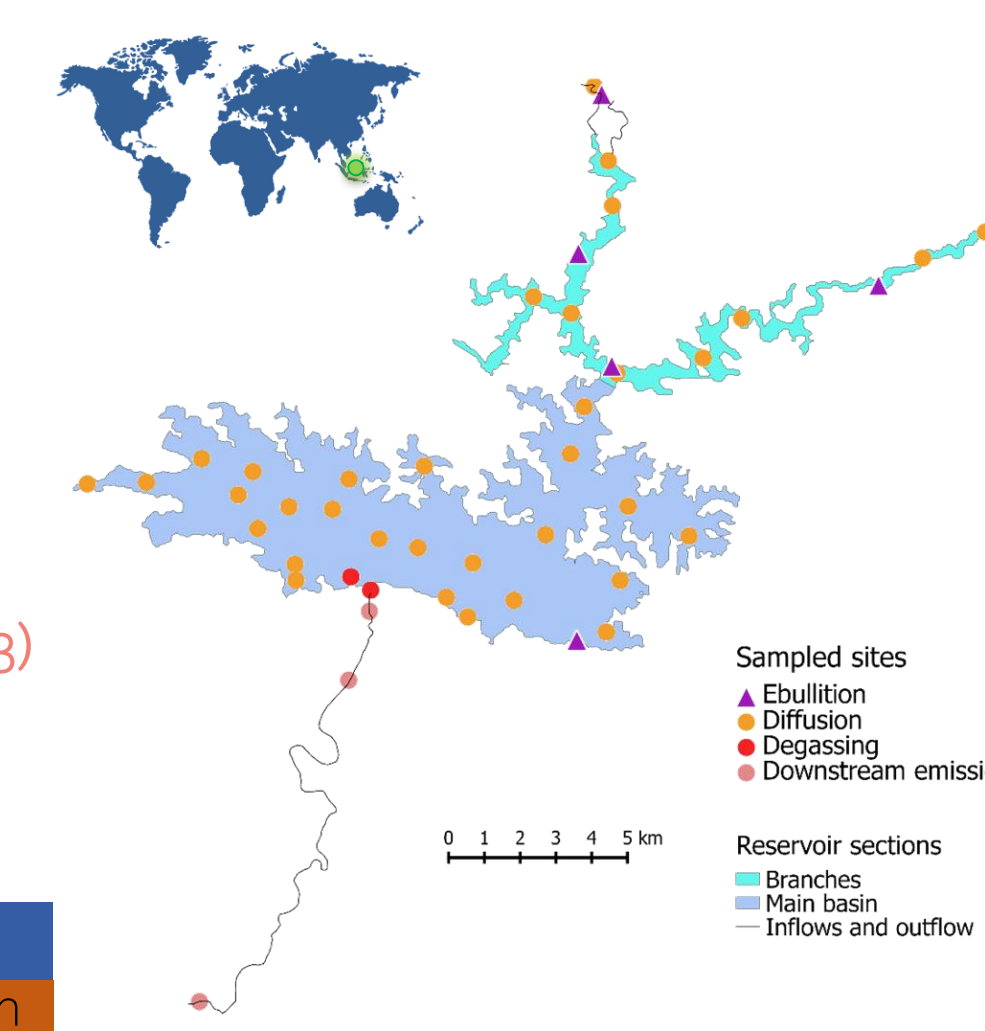 3)
Sampled sites
Ebullition
Diffusion
Degassing
Downstream emissi
0 1 2 3 4 5 km
Reservoir sections
Branches
Main basin
Inflows and outflow
n